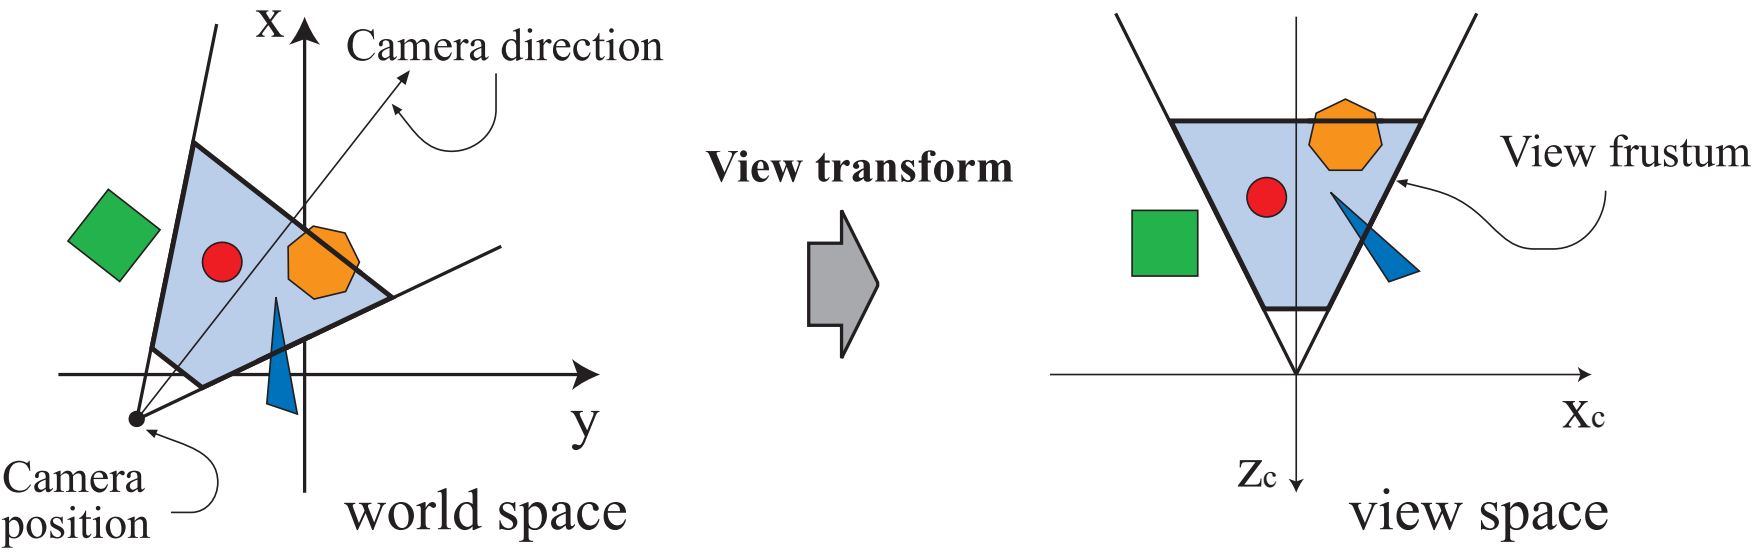 x
Camera direction
y
Camera
position
world space
View transform
View frustum
xc
zc
view space